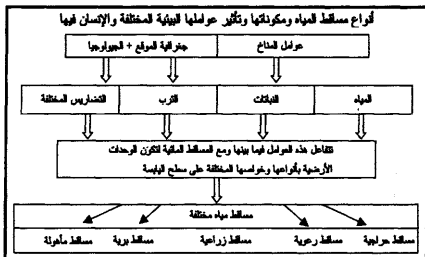 أنواع مساقط المياه ومكوناتها وتأثير عواملها البيئية المختلفة والإنسان فيها
عوامل المناخ
جغرافية الموقع + الجيولوجيا
المياه
النباتات
الترب
التضاريس المختلفة
تتفاعل هذه العوامل فيما بينها ومع المساقط المائية لتكون الوحدات
الأرضية بأنواعها وخواصها المختلفة على سطح اليابسة
مساقط مياه مختلفة
مساقط حراجية
مساقط رعوية
مساقط زراعية
مساقط برية
مساقط مأهولة